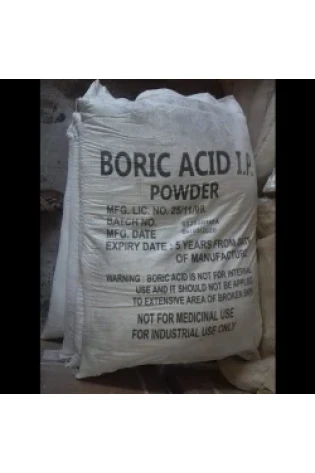 BORIC ACID I.P.
POWDER
MFG. LIC. NO. 25/11/98
BATCH NO.
MFG. DATE
EXPIRY DATE : 5 YEARS FROM DATE
OF MANUFACTURE
WARNING : BORIC ACID IS NOT FOR INTERNAL
USE AND IT SHOULD NOT BE APPLIED
TO EXTENSIVE AREA OF BROKEN SKIN
NOT FOR MEDICINAL USE
FOR INDUSTRIAL USE ONLY